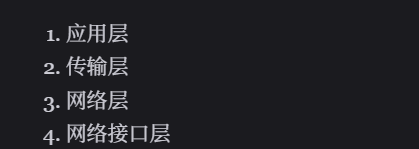 1. 应用层
2. 传输层
3. 网络层
4. 网络接口层